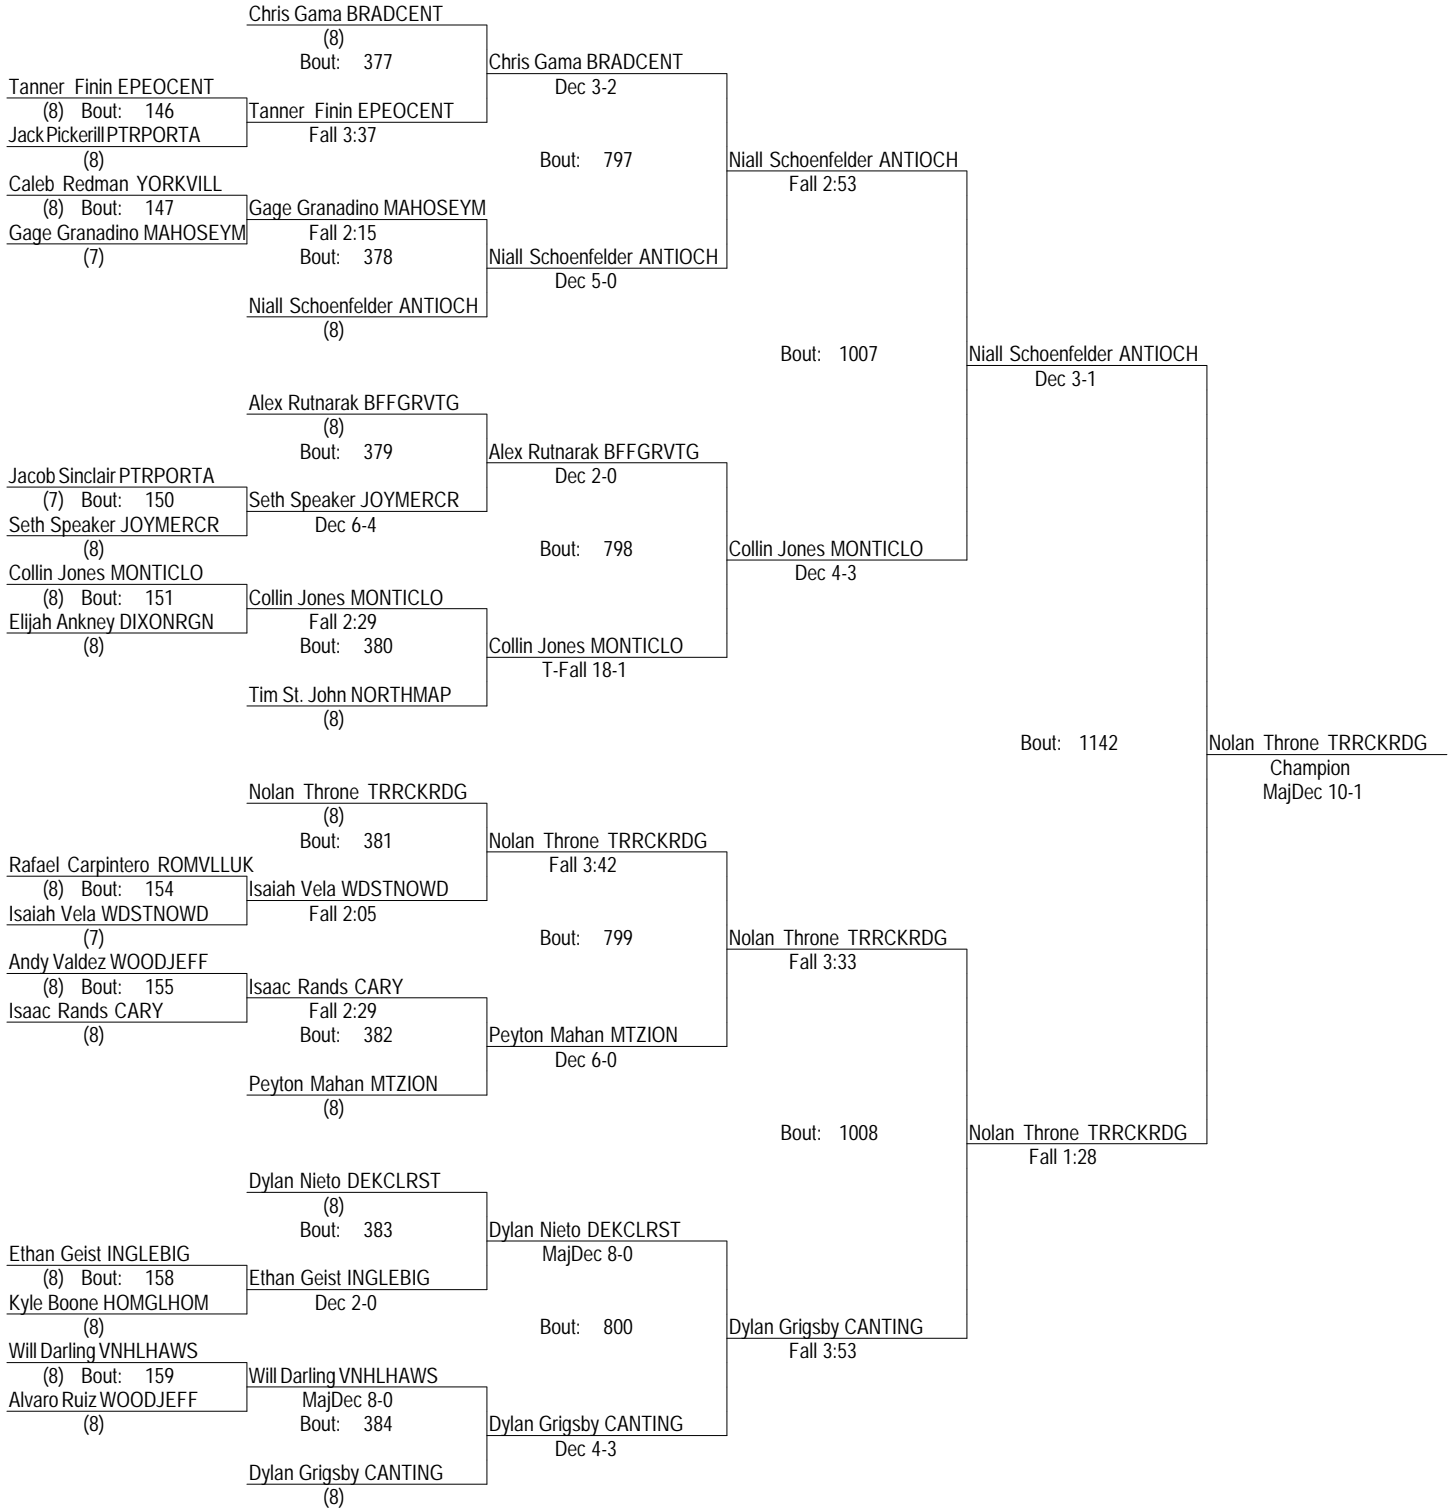 Chris Gama BRADCENT
(8)
Bout: 377
Chris Gama BRADCENT
Tanner Finin EPEOCENT
Dec 3-2
(8) Bout: 146
Tanner Finin EPEOCENT
Jack Pickerill PTRPORTA
Fall 3:37
(8)
Bout: 797
Niall Schoenfelder ANTIOCH
Caleb Redman YORKVILL
Fall 2:53
(8) Bout: 147
Gage Granadino MAHOSEYM
Gage Granadino MAHOSEYM
Fall 2:15
(7)
Bout: 378
Niall Schoenfelder ANTIOCH
Dec 5-0
Niall Schoenfelder ANTIOCH
(8)
Bout: 1007
Niall Schoenfelder ANTIOCH
Dec 3-1
Alex Rutnarak BFFGRVTG
(8)
Bout: 379
Alex Rutnarak BFFGRVTG
Jacob Sinclair PTRPORTA
Dec 2-0
(7) Bout: 150
Seth Speaker JOYMERCR
Seth Speaker JOYMERCR
Dec 6-4
(8)
Bout: 798
Collin Jones MONTICLO
Collin Jones MONTICLO
Dec 4-3
(8) Bout: 151
Collin Jones MONTICLO
Elijah Ankney DIXONRGN
Fall 2:29
(8)
Bout: 380
Collin Jones MONTICLO
T-Fall 18-1
Tim St. John NORTHMAP
(8)
Bout: 1142
Nolan Throne TRRCKRDG
Champion
MajDec 10-1
Nolan Throne TRRCKRDG
(8)
Bout: 381
Nolan Throne TRRCKRDG
Rafael Carpintero ROMVLLUK
Fall 3:42
(8) Bout: 154
Isaiah Vela WDSTNOWD
Isaiah Vela WDSTNOWD
Fall 2:05
(7)
Bout: 799
Nolan Throne TRRCKRDG
Andy Valdez WOODJEFF
Fall 3:33
(8) Bout: 155
Isaac Rands CARY
Isaac Rands CARY
Fall 2:29
(8)
Bout: 382
Peyton Mahan MTZION
Dec 6-0
Peyton Mahan MTZION
(8)
Bout: 1008
Nolan Throne TRRCKRDG
Fall 1:28
Dylan Nieto DEKCLRST
(8)
Bout: 383
Dylan Nieto DEKCLRST
Ethan Geist INGLEBIG
MajDec 8-0
(8) Bout: 158
Ethan Geist INGLEBIG
Kyle Boone HOMGLHOM
Dec 2-0
(8)
Bout: 800
Dylan Grigsby CANTING
Will Darling VNHLHAWS
Fall 3:53
(8) Bout: 159
Will Darling VNHLHAWS
Alvaro Ruiz WOODJEFF
MajDec 8-0
(8)
Bout: 384
Dylan Grigsby CANTING
Dec 4-3
Dylan Grigsby CANTING
(8)